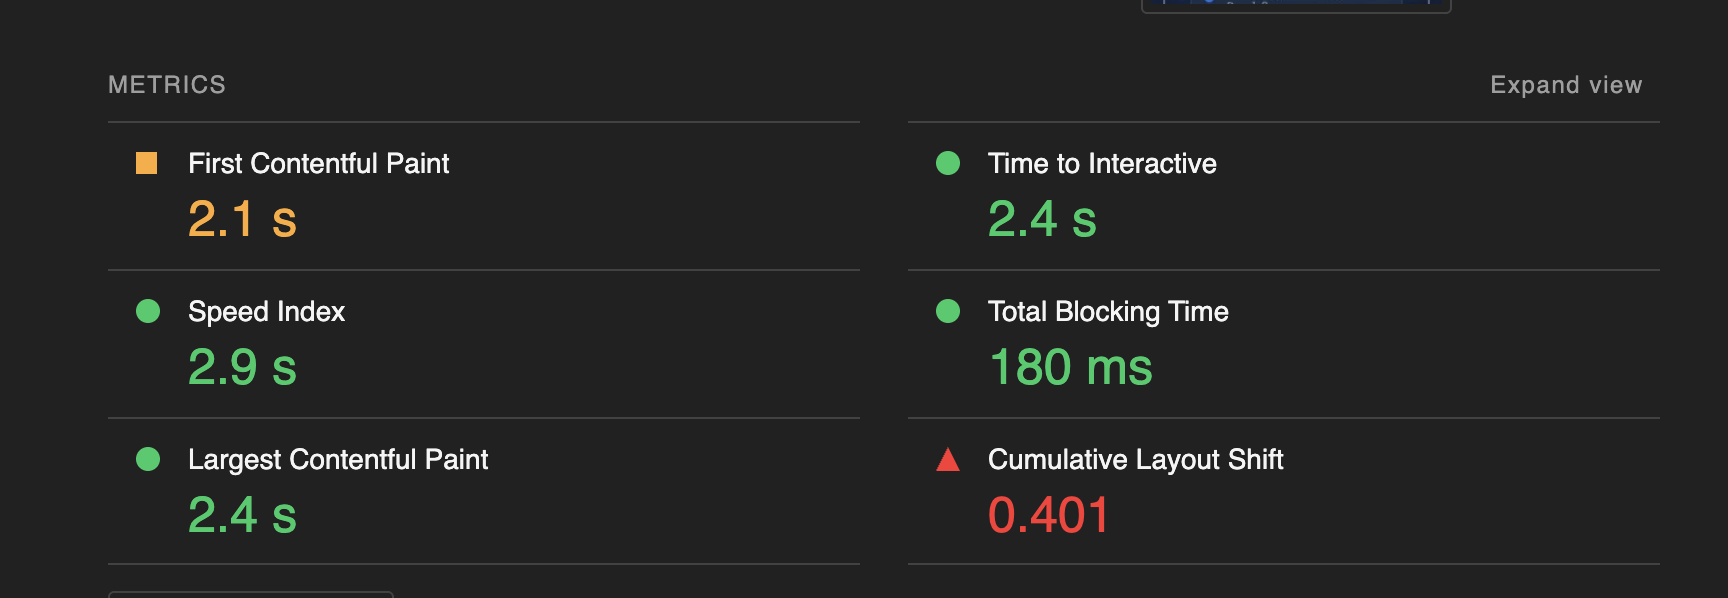 METRICS
Expand view
First Contentful Paint
2.1 s
Time to Interactive
2.4 s
Speed Index
2.9 s
Total Blocking Time
180 ms
Largest Contentful Paint
2.4 s
Cumulative Layout Shift
0.401